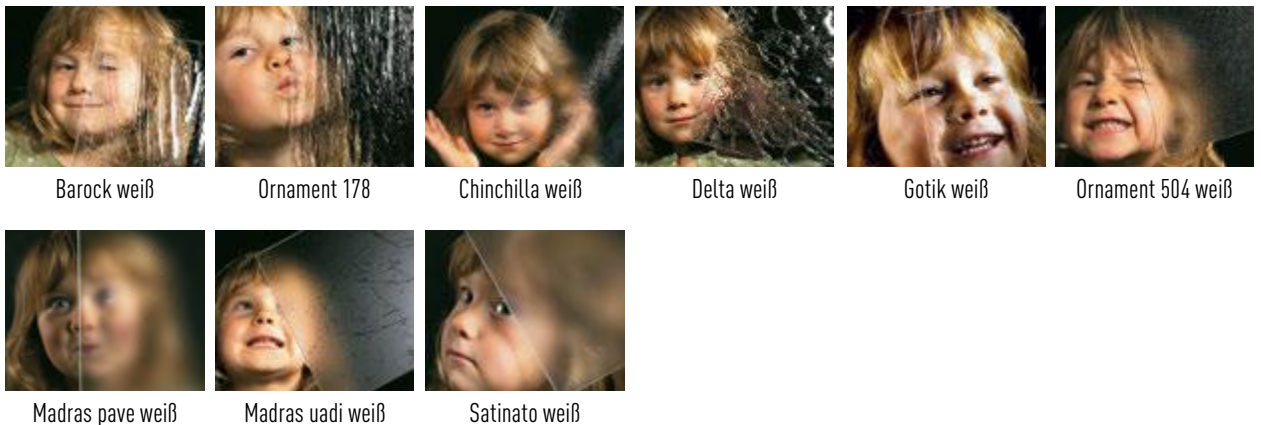 Barock weiß
Ornament 178
Chinchilla weiß
Delta weiß
Gotik weiß
Ornament 504 weiß
Madras pave weiß
Madras uadi weiß
Satinato weiß